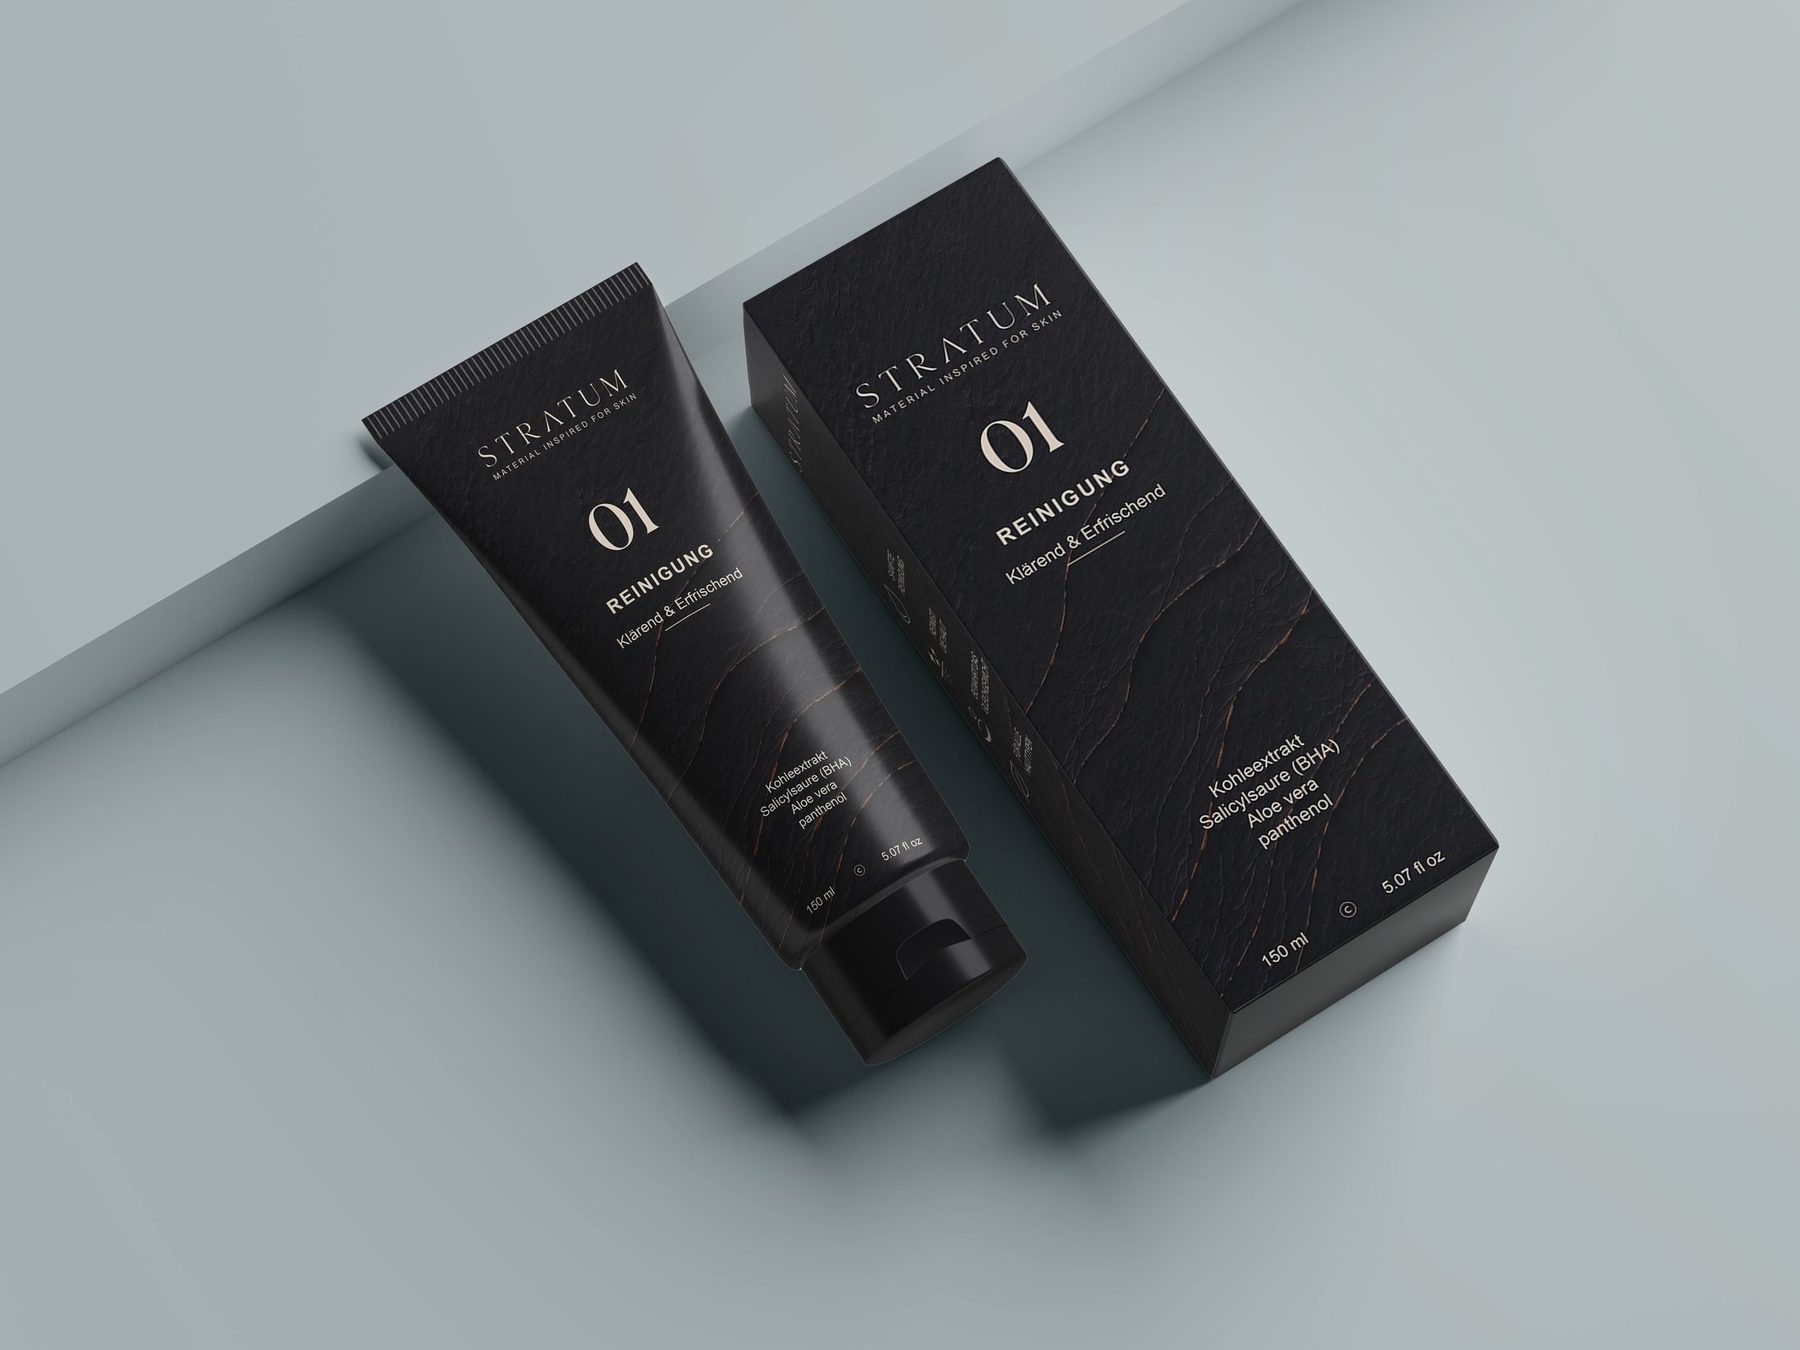 STRATUM
MATERIAL INSPIRED FOR SKIN
01
REINIGUNG
Klärend & Erfrischend
Kohleextrakt
Salicylsaure (BHA)
Aloe vera
panthenol
150 ml
©
5.07 fl oz
STRATUM
MATERIAL INSPIRED FOR SKIN
01
REINIGUNG
Klärend & Erfrischend
Kohleextrakt
Salicylsaure (BHA)
Aloe vera
panthenol
150 ml
©
5.07 fl oz
STRATUM